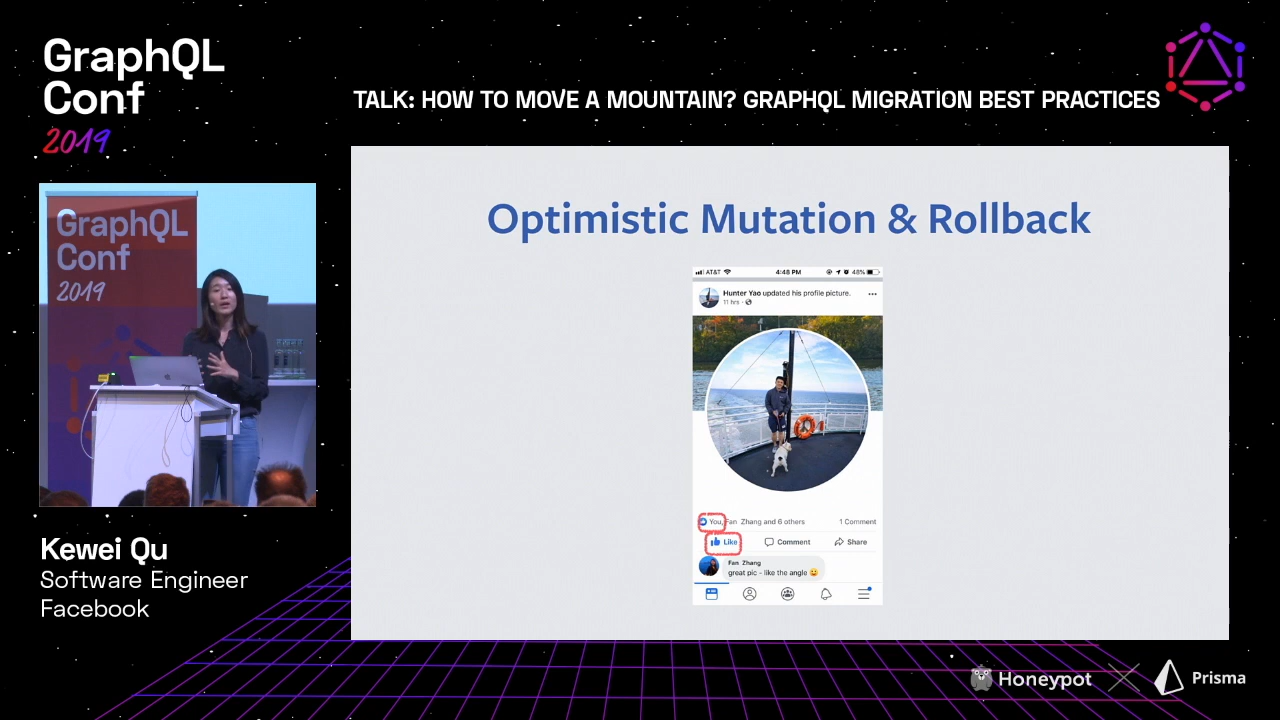 GraphQL
Conf
2019
TALK: HOW TO MOVE A MOUNTAIN? GRAPHQL MIGRATION BEST PRACTICES
GraphQL
Conf
2019
Kewei Qu
Software Engineer
Facebook
Optimistic Mutation & Rollback
AT&T
4:48 PM
48%
Hunter Yao updated his profile picture.
11 hrs ·
You, Fan Zhang and 6 others
1 Comment
Like
Comment
Share
Fan Zhang
great pic - like the angle 😀
Honeypot
Prisma